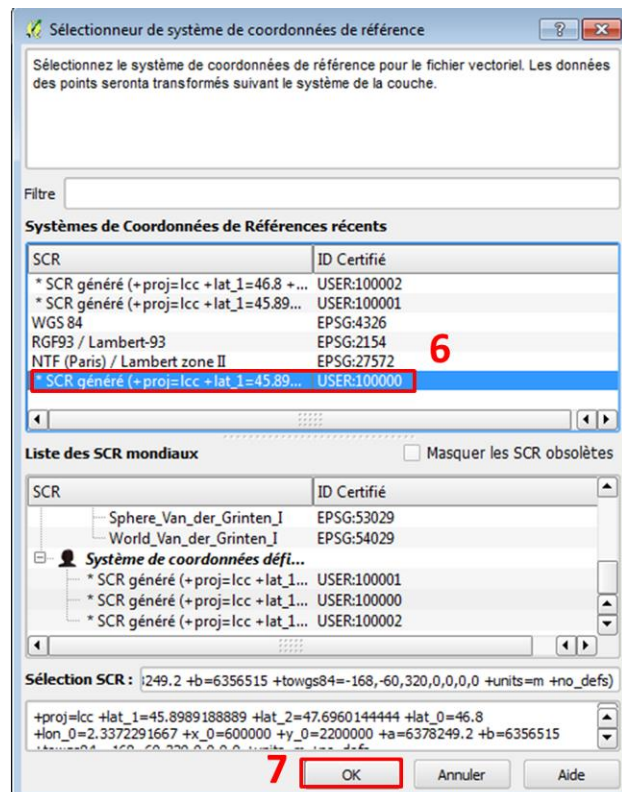 Sélectionneur de système de coordonnées de référence
Sélectionnez le système de coordonnées de référence pour le fichier vectoriel. Les données
des points seronta transformés suivant le système de la couche.
Filtre
Systèmes de Coordonnées de Références récents
SCR ID Certifié
* SCR généré (+proj=lcc +lat_1=46.8 +... USER:100002
* SCR généré (+proj=lcc +lat_1=45.89... USER:100001
WGS 84 EPSG:4326
RGF93 / Lambert-93 EPSG:2154
NTF (Paris) / Lambert zone II EPSG:27572
6
* SCR généré (+proj=lcc +lat_1=45.89... USER:100000
Liste des SCR mondiaux Masquer les SCR obsolètes
SCR ID Certifié
Sphere_Van_der_Grinten_I EPSG:53029
World_Van_der_Grinten_I EPSG:54029
Système de coordonnées défi...
* SCR généré (+proj=lcc +lat_1... USER:100001
* SCR généré (+proj=lcc +lat_1... USER:100000
* SCR généré (+proj=lcc +lat_1... USER:100002
Sélection SCR : 249.2 +b=6356515 +towgs84=-168,-60,320,0,0,0,0 +units=m +no_defs)
+proj=lcc +lat_1=45.8989188889 +lat_2=47.6960144444 +lat_0=46.8
+lon_0=2.3372291667 +x_0=600000 +y_0=2200000 +a=6378249.2 +b=6356515
7 OK Annuler Aide